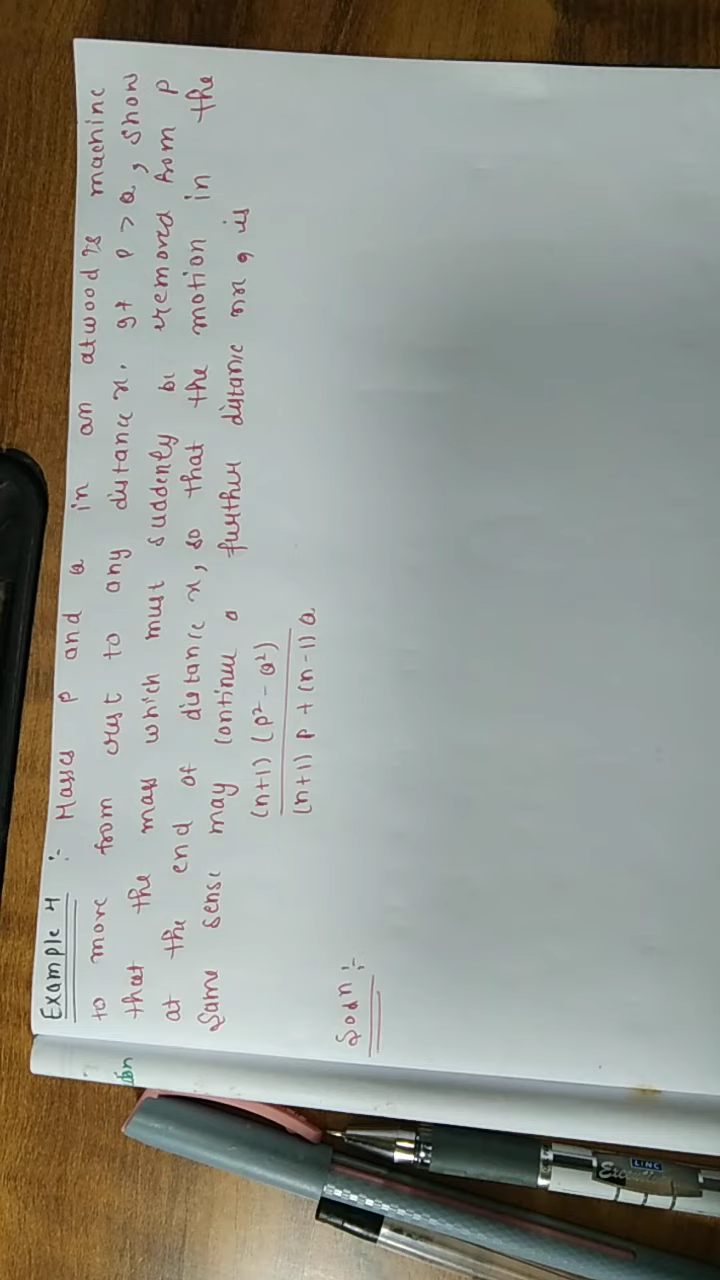 Example 4 :- Masses P and Q in an atwood's machine
to move from rest to any distance x. If P > Q, show
that the mass which must suddenly be removed from P
at the end of distance x, so that the motion in the
same sense may continue a further distance nx, is
(n+1) (P² - Q²)
(n+1) P + (n-1) Q
Soln :-
LINC